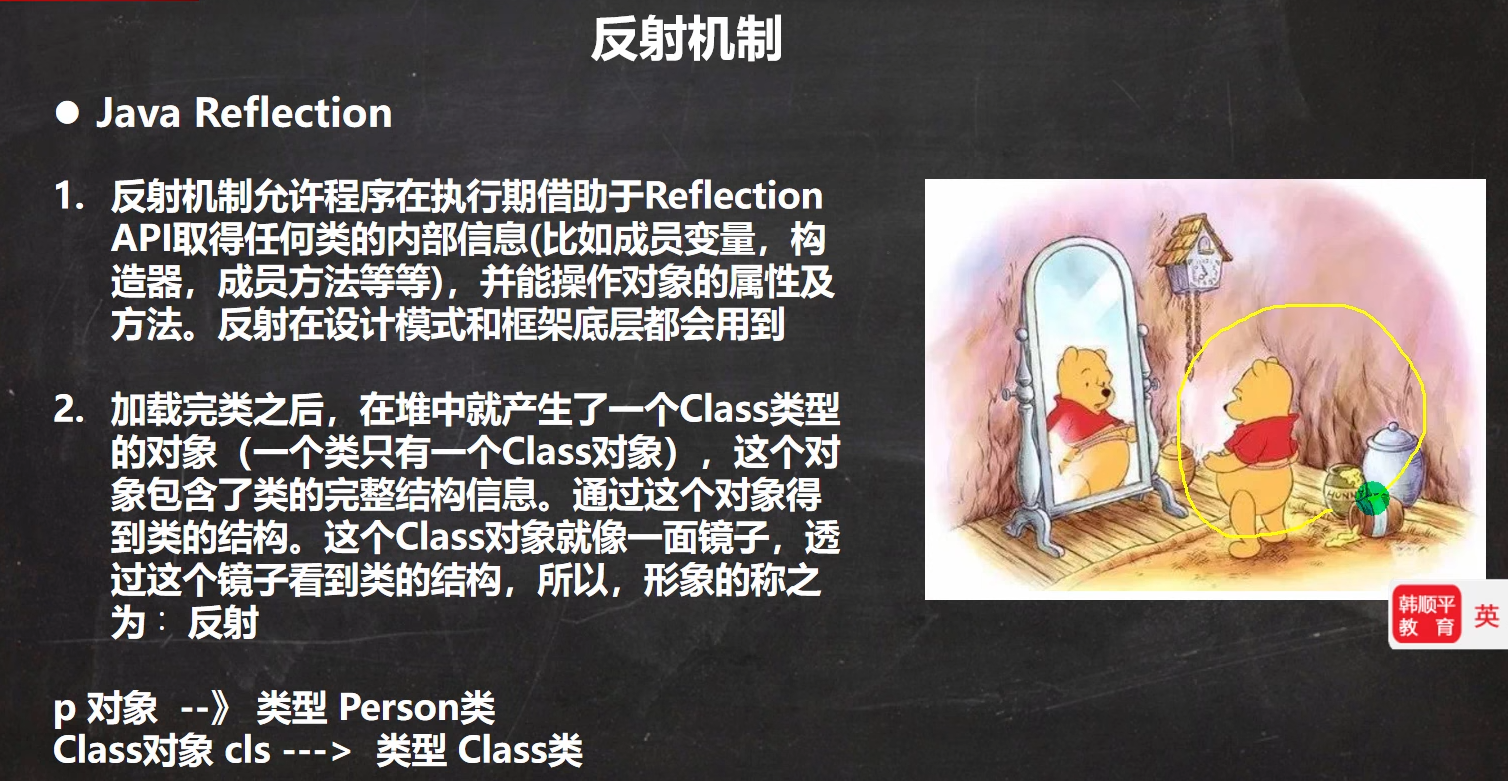 反射机制
● Java Reflection
1. 反射机制允许程序在执行期借助于Reflection
API取得任何类的内部信息(比如成员变量，构
造器，成员方法等等)，并能操作对象的属性及
方法。反射在设计模式和框架底层都会用到
2. 加载完类之后，在堆中就产生了一个Class类型
的对象（一个类只有一个Class对象），这个对
象包含了类的完整结构信息。通过这个对象得
到类的结构。这个Class对象就像一面镜子，透
过这个镜子看到类的结构，所以，形象的称之
为：反射
p 对象 --》 类型 Person类
Class对象 cls ---> 类型 Class类
韩顺平
教 育
英